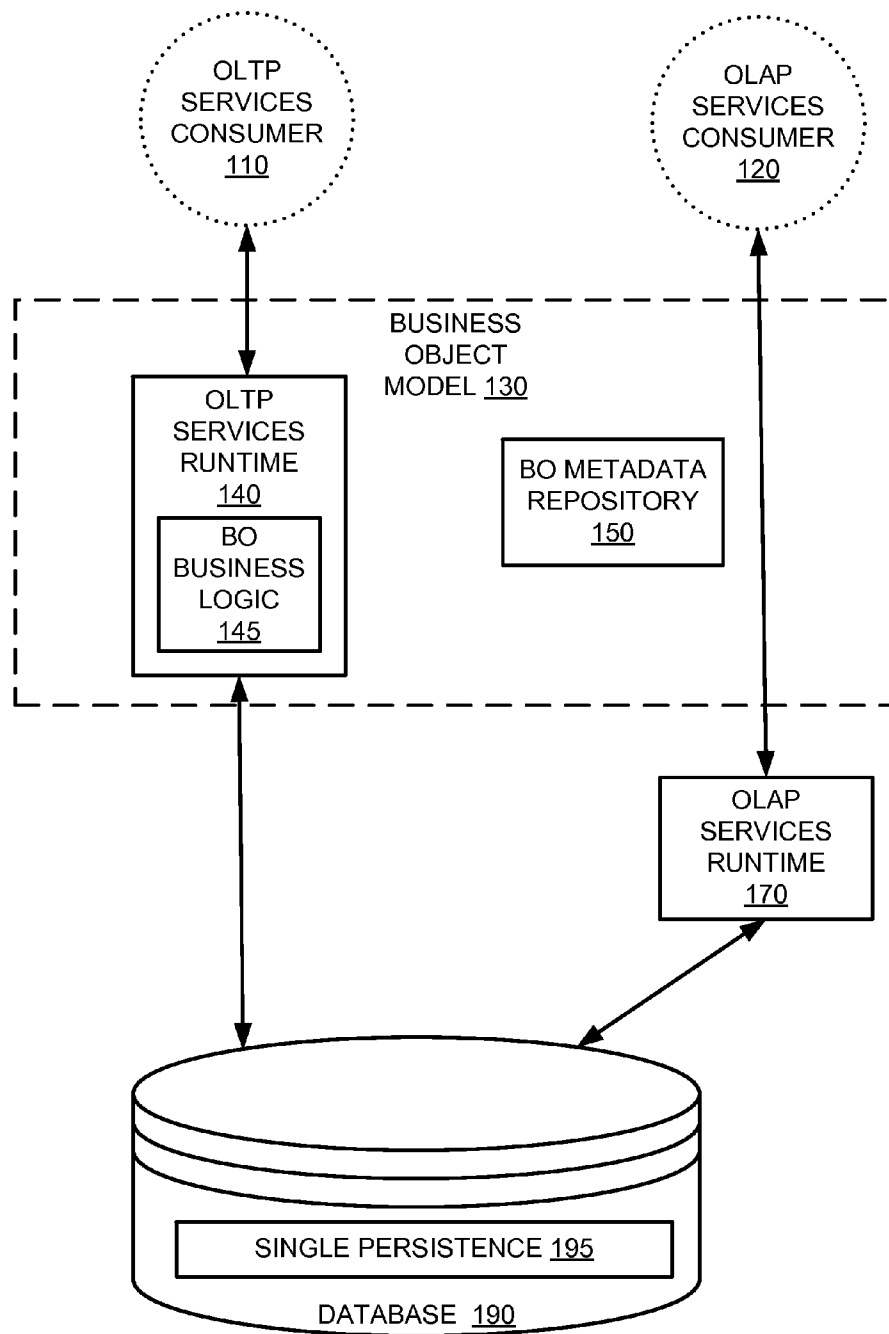 OLTP
SERVICES
CONSUMER
110
OLAP
SERVICES
CONSUMER
120
BUSINESS
OBJECT
MODEL 130
OLTP
SERVICES
RUNTIME
140
BO
BUSINESS
LOGIC
145
BO METADATA
REPOSITORY
150
OLAP
SERVICES
RUNTIME
170
SINGLE PERSISTENCE 195
DATABASE 190